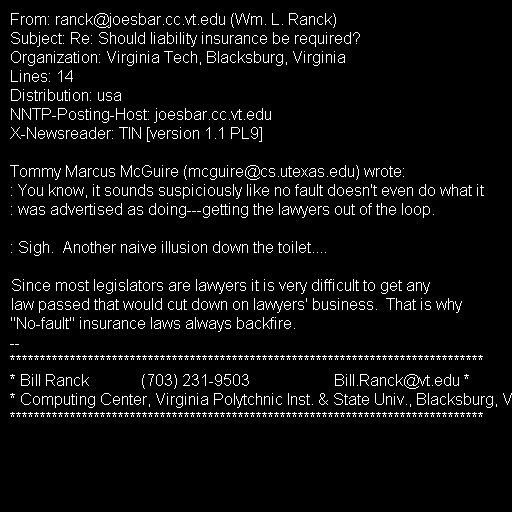 From: ranck@joesbar.cc.vt.edu (Wm. L. Ranck)
Subject: Re: Should liability insurance be required?
Organization: Virginia Tech, Blacksburg, Virginia
Lines: 14
Distribution: usa
NNTP-Posting-Host: joesbar.cc.vt.edu
X-Newsreader: TIN [version 1.1 PL9]

Tommy Marcus McGuire (mcguire@cs.utexas.edu) wrote:
: You know, it sounds suspiciously like no fault doesn't even do what it
: was advertised as doing---getting the lawyers out of the loop.

: Sigh.  Another naive illusion down the toilet....

Since most legislators are lawyers it is very difficult to get any
law passed that would cut down on lawyers' business.  That is why
"No-fault" insurance laws always backfire.
--
*******************************************************************************
* Bill Ranck             (703) 231-9503                     Bill.Ranck@vt.edu *
* Computing Center, Virginia Polytchnic Inst. & State Univ., Blacksburg, V
*******************************************************************************